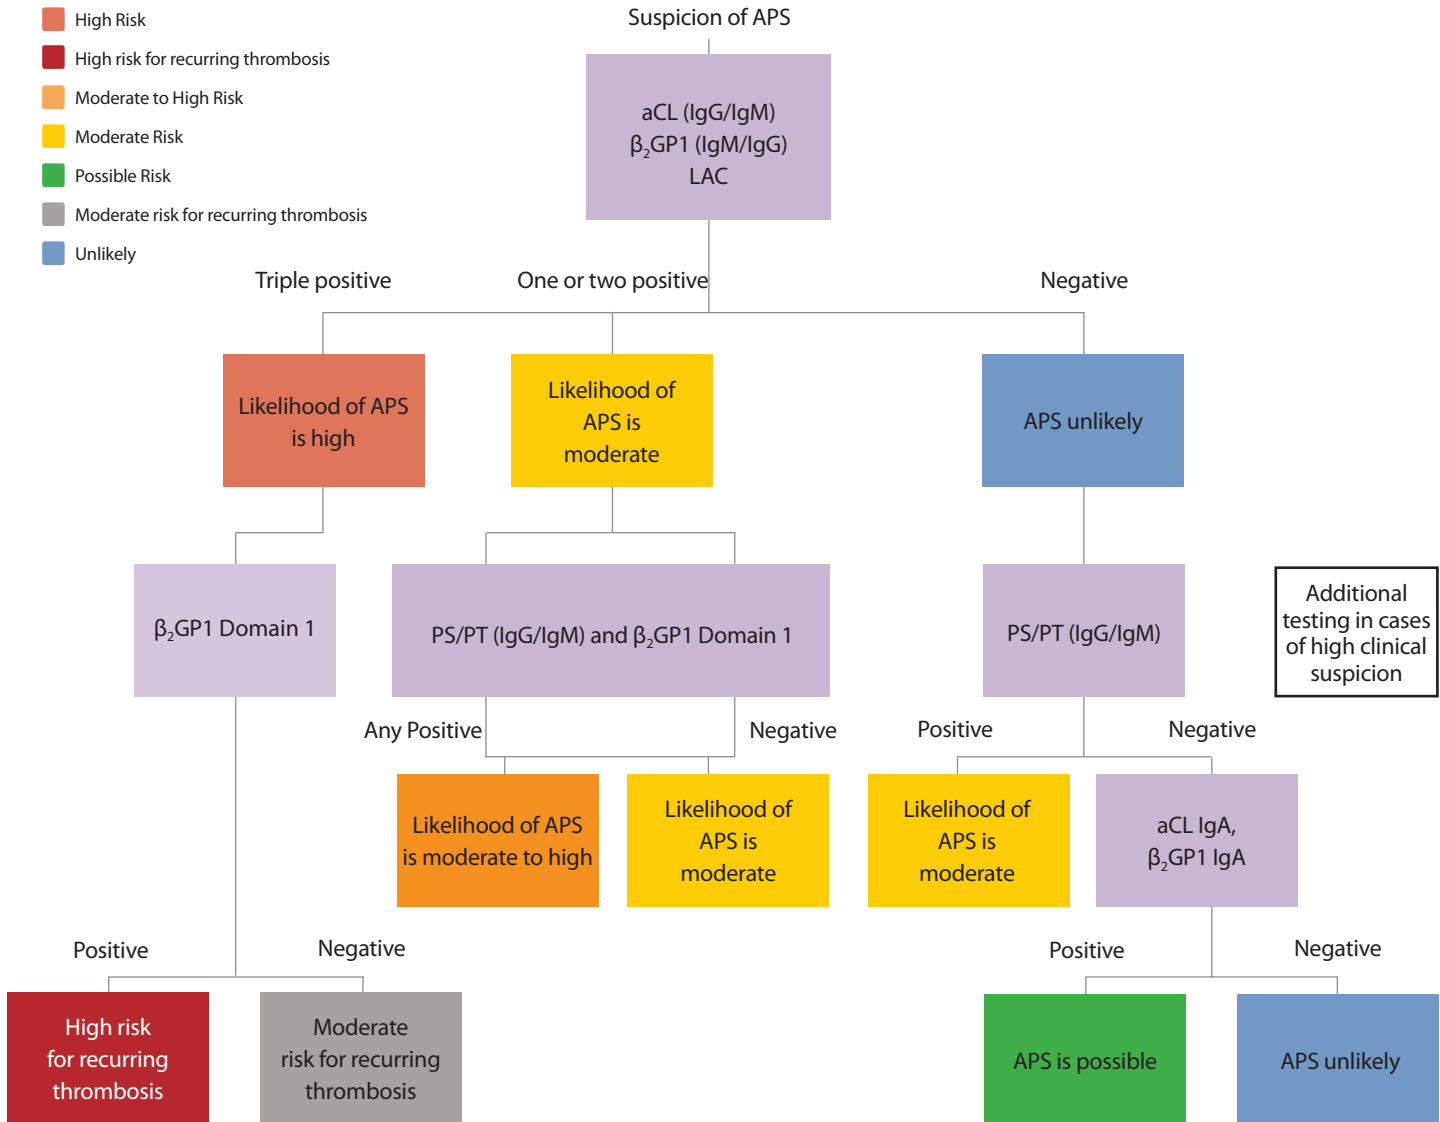 High Risk
High risk for recurring thrombosis
Moderate to High Risk
Moderate Risk
Possible Risk
Moderate risk for recurring thrombosis
Unlikely
Suspicion of APS
aCL (IgG/IgM)
β₂GP1 (IgM/IgG)
LAC
Triple positive
One or two positive
Negative
Likelihood of APS
is high
Likelihood of
APS is
moderate
APS unlikely
β₂GP1 Domain 1
PS/PT (IgG/IgM) and β₂GP1 Domain 1
PS/PT (IgG/IgM)
Additional
testing in cases
of high clinical
suspicion
Any Positive
Negative
Positive
Negative
Likelihood of APS
is moderate to high
Likelihood of
APS is
moderate
Likelihood of
APS is
moderate
aCL IgA,
β₂GP1 IgA
Positive
Negative
Positive
Negative
High risk
for recurring
thrombosis
Moderate
risk for recurring
thrombosis
APS is possible
APS unlikely